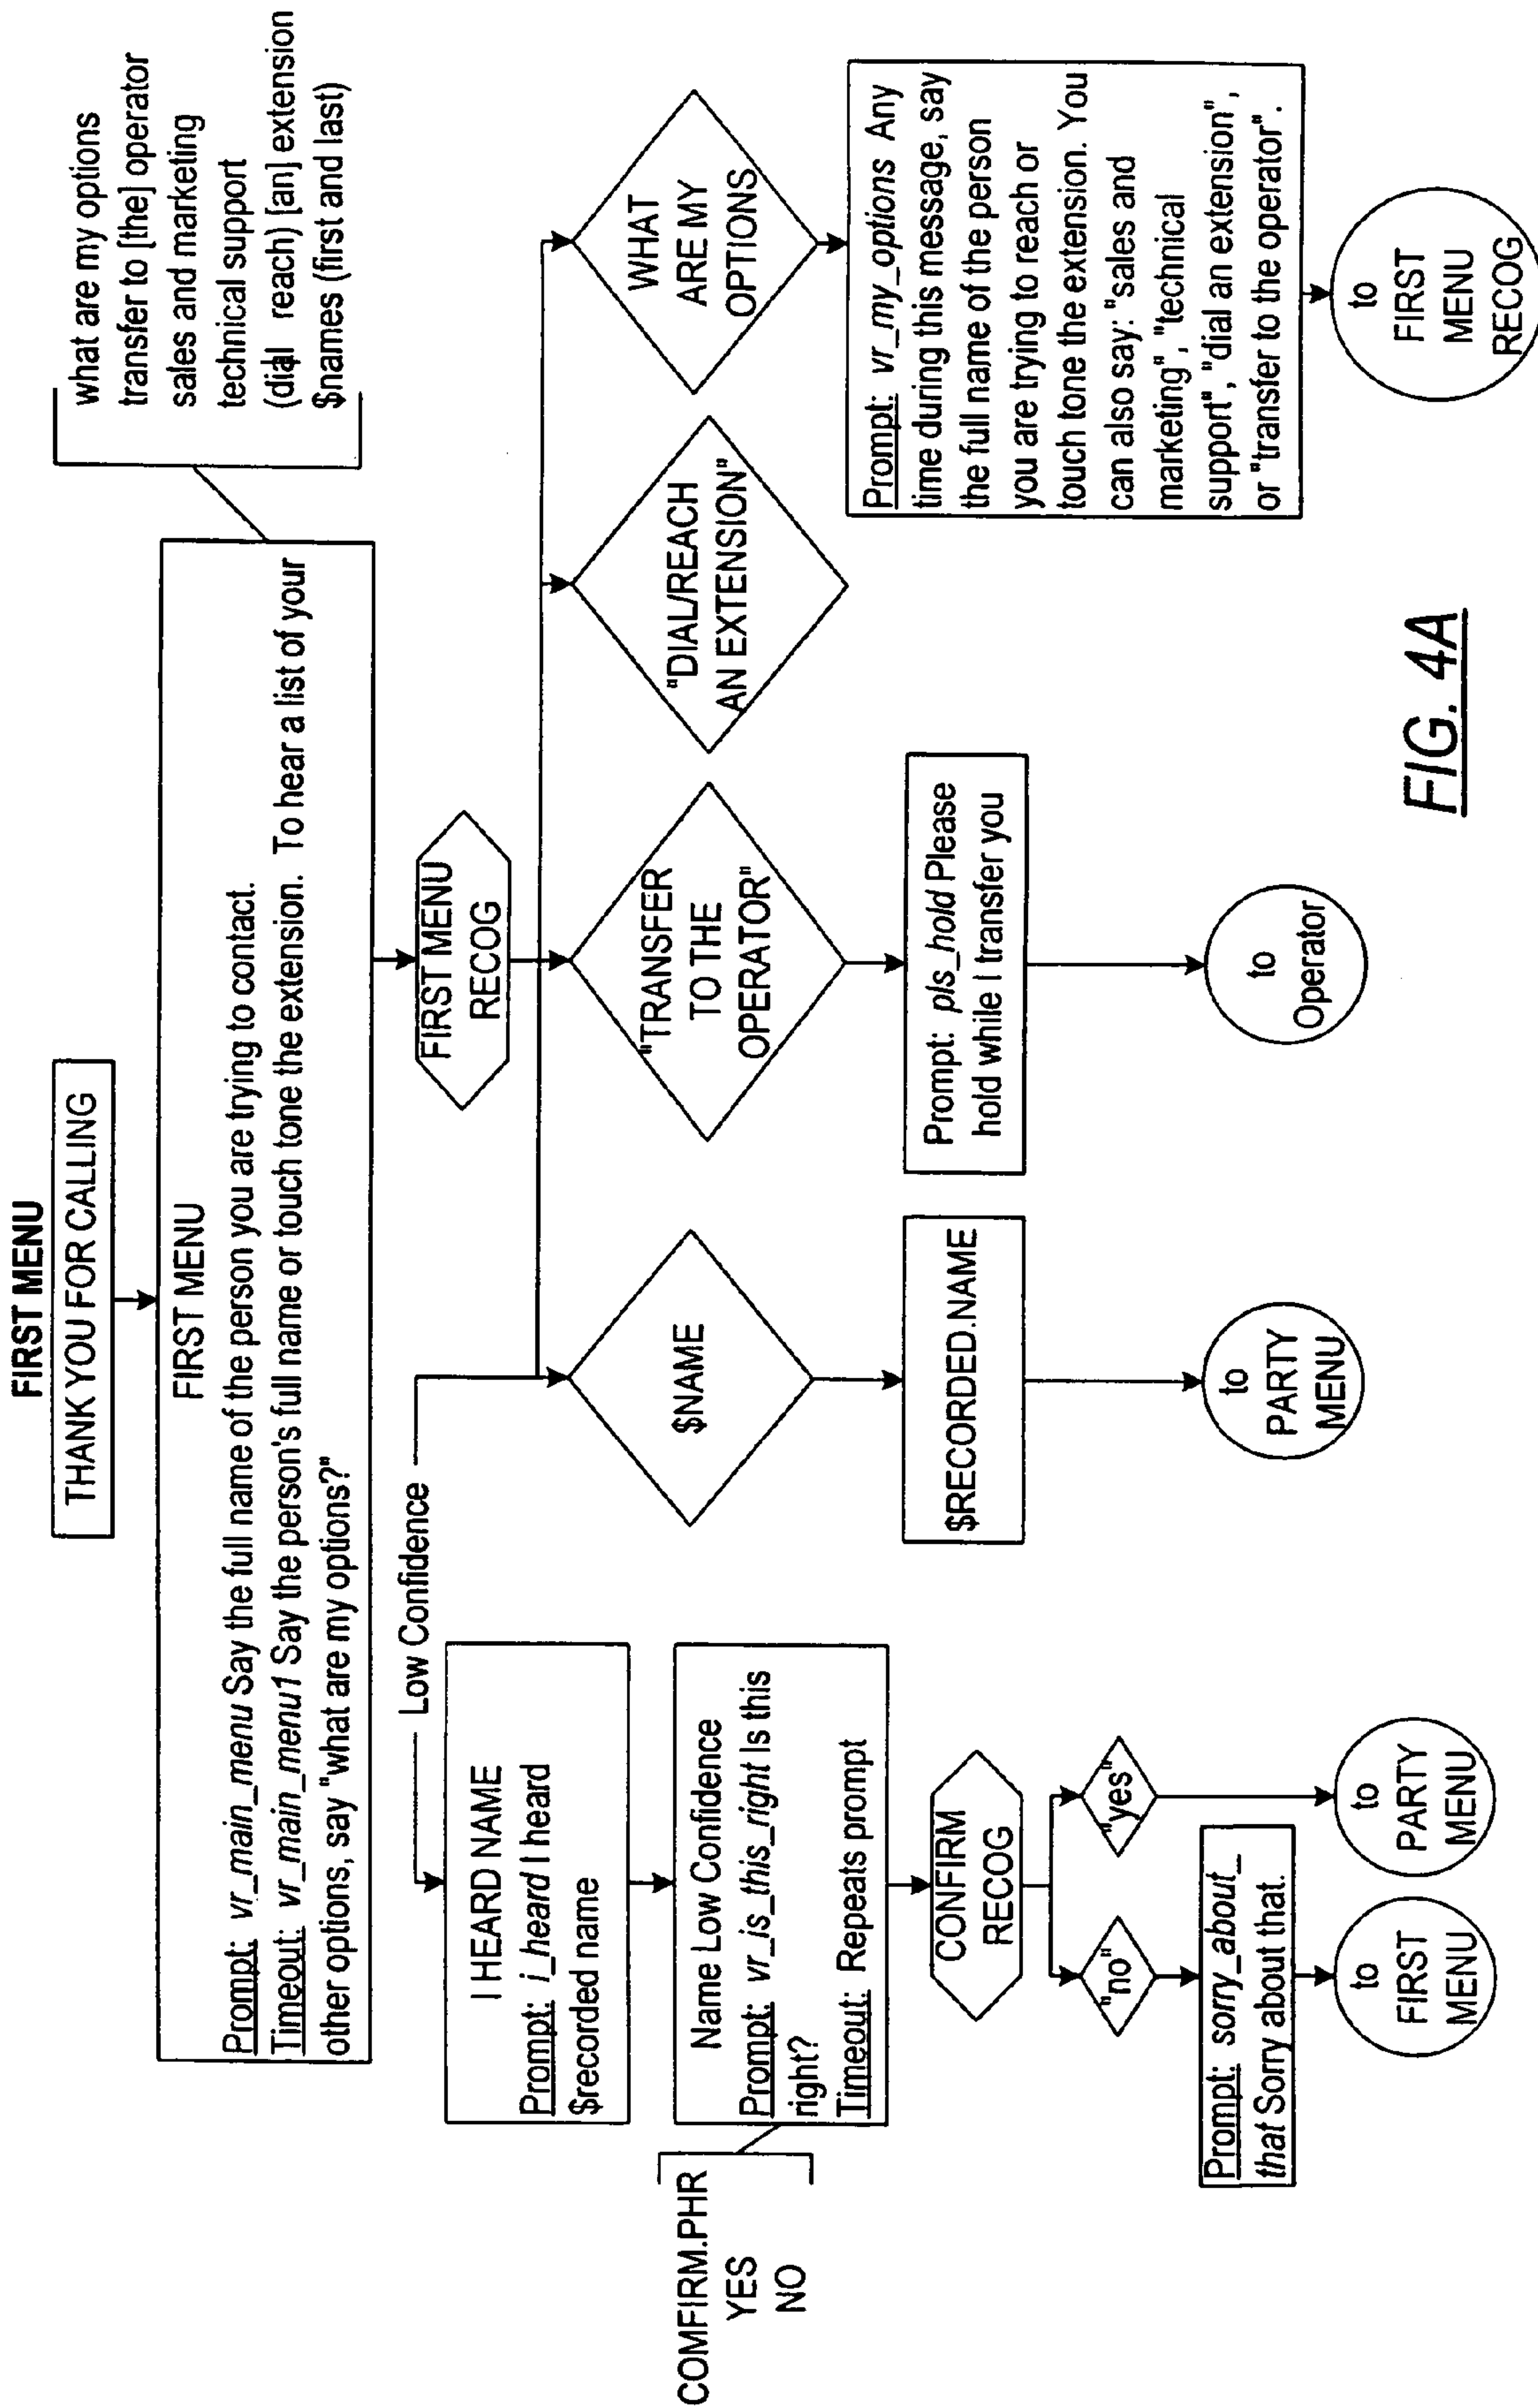 FIRST MENU
THANK YOU FOR CALLING
what are my options
transfer to [the] operator
sales and marketing
technical support
(dial reach) [an] extension
$names (first and last)
FIRST MENU
Prompt: vr_main_menu Say the full name of the person you are trying to contact.
Timeout: vr_main_menu1 Say the person's full name or touch tone the extension. To hear a list of your
other options, say "what are my options?"
FIRST MENU
RECOG
Low Confidence
I HEARD NAME
Prompt: i_heard I heard
$recorded name
Name Low Confidence
Prompt: vr_is_this_right Is this
right?
Timeout: Repeats prompt
COMFIRM.PHR
YES
NO
CONFIRM
RECOG
"no"
"yes"
Prompt: sorry_about_
that Sorry about that.
to
FIRST
MENU
to
PARTY
MENU
$NAME
$RECORDED.NAME
to
PARTY
MENU
"TRANSFER
TO THE
OPERATOR"
Prompt: pls_hold Please
hold while I transfer you
to
Operator
"DIAL/REACH
AN EXTENSION"
WHAT
ARE MY
OPTIONS
Prompt: vr_my_options Any
time during this message, say
the full name of the person
you are trying to reach or
touch tone the extension. You
can also say: "sales and
marketing", "technical
support", "dial an extension",
or "transfer to the operator".
to
FIRST
MENU
RECOG
FIG. 4A